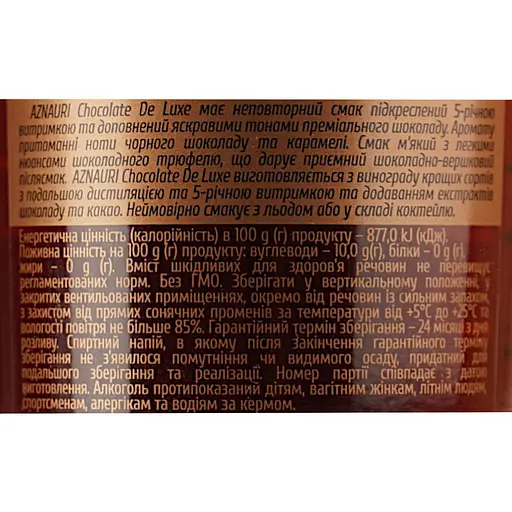 AZNAURI Chocolate De Luxe має неповторний смак підкреслений 5-річною
витримкою та доповнений яскравими тонами преміального шоколаду. Аромату
притаманні ноти чорного шоколаду та карамелі. Смак м'який з легкими
нюансами шоколадного трюфелю, що дарує приємний шоколадно-вершковий
післясмак. AZNAURI Chocolate De Luxe виготовляється з винограду кращих сортів
з подальшою дистиляцією та 5-річною витримкою та додаванням екстрактів
шоколаду та какао. Неймовірно смакує з льодом або у складі коктейлю.
Енергетична цінність (калорійність) в 100 g (г) продукту – 877,0 kJ (кДж).
Поживна цінність на 100 g (г) продукту: вуглеводи – 10,0g(г), білки – 0 g (г),
жири – 0 g (г). Вміст шкідливих для здоров'я речовин не перевищує
регламентованих норм. Без ГМО. Зберігати у вертикальному положенні, у
закритих вентильованих приміщеннях, окремо від речовин із сильним запахом,
з захистом від прямих сонячних променів за температури від +5°С до +25°С та
вологості повітря не більше 85%. Гарантійний термін зберігання – 24 місяці з дня
розливу. Спиртний напій, в якому після закінчення гарантійного терміну
зберігання не з'явилося помутніння чи видимого осаду, придатний для
подальшого зберігання та реалізації. Номер партії співпадає з датою
виготовлення. Алкоголь протипоказаний дітям, вагітним жінкам, літнім людям,
спортсменам, алергікам та водіям за кермом.